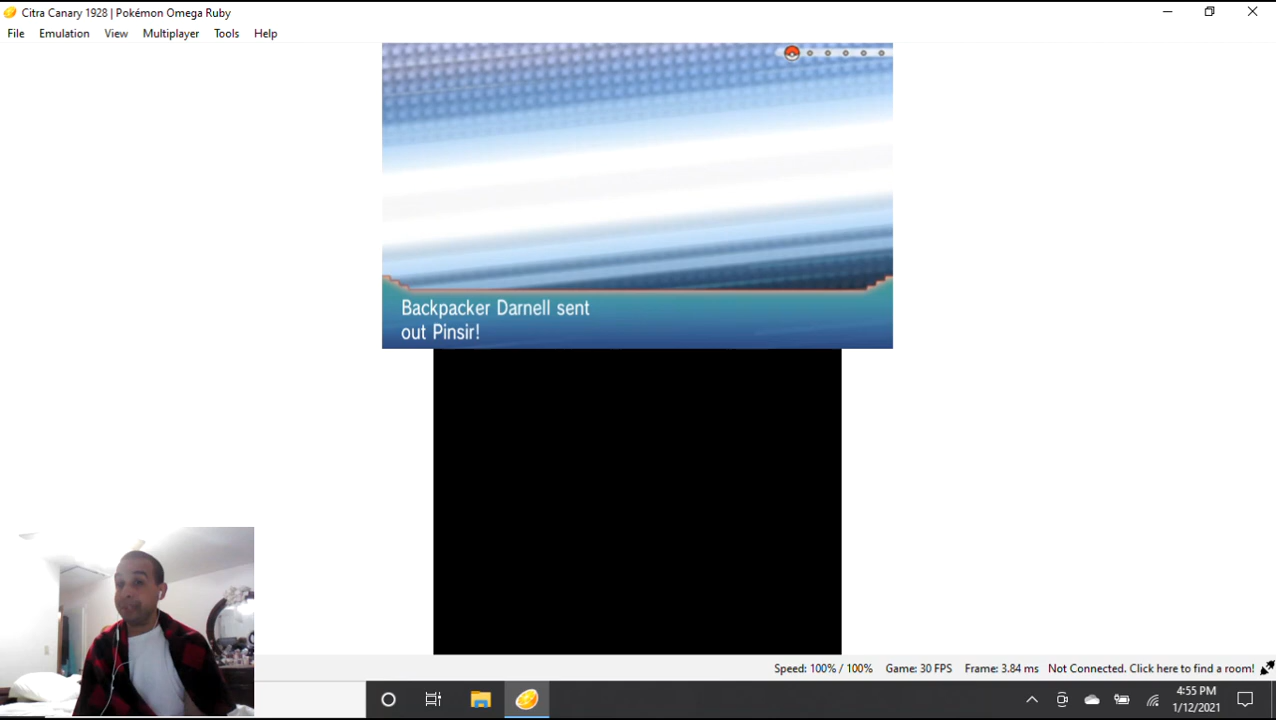 Citra Canary 1928 | Pokémon Omega Ruby
File Emulation View Multiplayer Tools Help
Backpacker Darnell sent
out Pinsir!
Speed: 100% / 100% Game: 30 FPS Frame: 3.84 ms Not Connected. Click here to find a room!
4:55 PM
1/12/2021